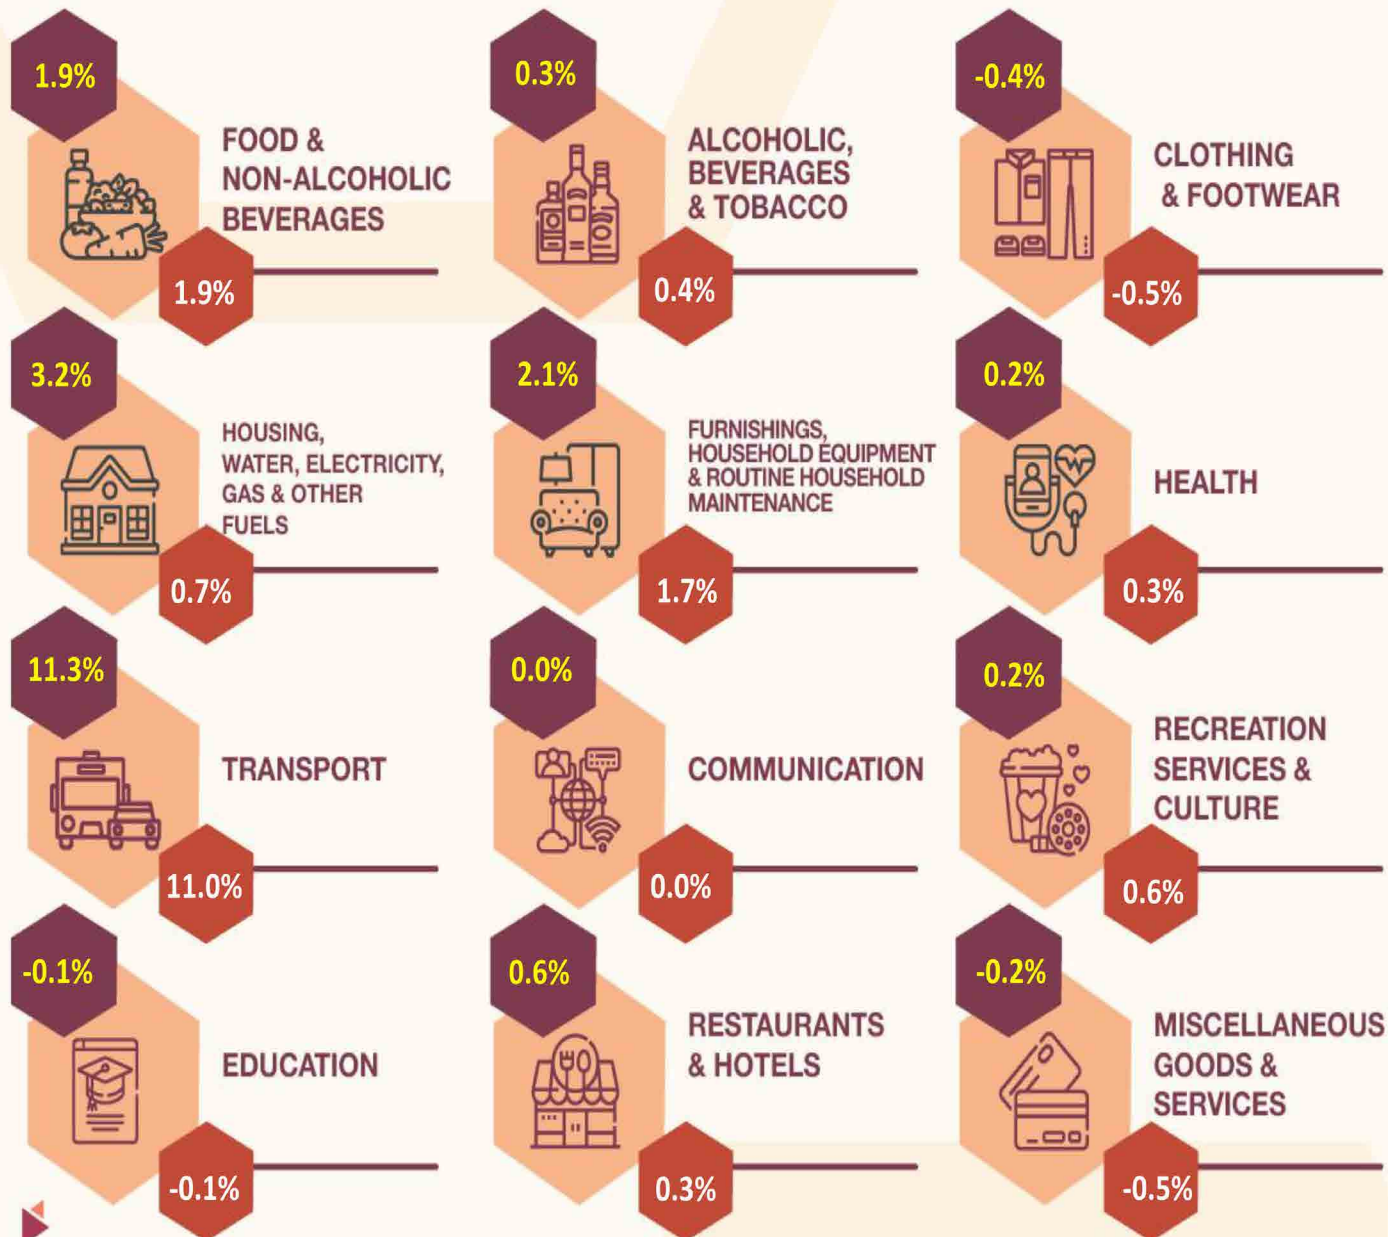 1.9%
FOOD &
NON-ALCOHOLIC
BEVERAGES
1.9%
0.3%
ALCOHOLIC,
BEVERAGES
& TOBACCO
0.4%
-0.4%
CLOTHING
& FOOTWEAR
-0.5%
3.2%
HOUSING,
WATER, ELECTRICITY,
GAS & OTHER
FUELS
0.7%
2.1%
FURNISHINGS,
HOUSEHOLD EQUIPMENT
& ROUTINE HOUSEHOLD
MAINTENANCE
1.7%
0.2%
HEALTH
0.3%
11.3%
TRANSPORT
11.0%
0.0%
COMMUNICATION
0.0%
0.2%
RECREATION
SERVICES &
CULTURE
0.6%
-0.1%
EDUCATION
-0.1%
0.6%
RESTAURANTS
& HOTELS
0.3%
-0.2%
MISCELLANEOUS
GOODS &
SERVICES
-0.5%